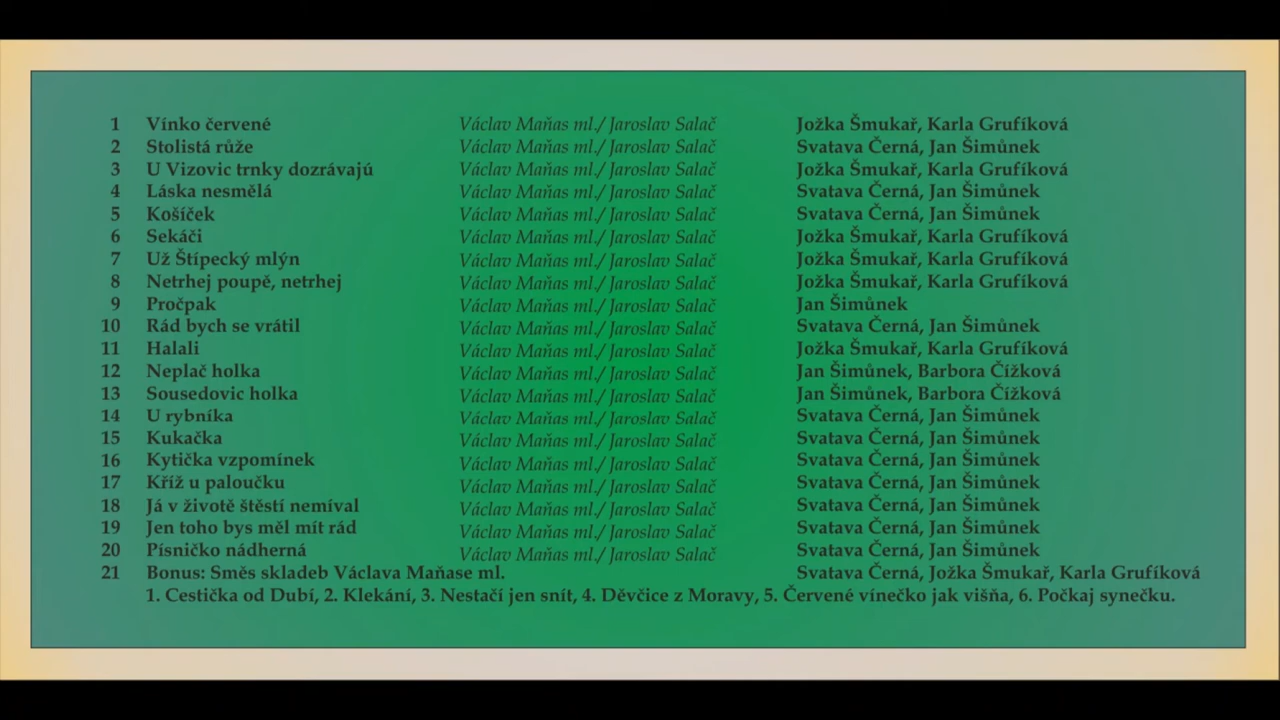 1 Vínko červené Václav Maňas ml./ Jaroslav Salač Jožka Šmukař, Karla Grufíková
2 Stolistá růže Václav Maňas ml./ Jaroslav Salač Svatava Černá, Jan Šimůnek
3 U Vizovic trnky dozrávajú Václav Maňas ml./ Jaroslav Salač Jožka Šmukař, Karla Grufíková
4 Láska nesmělá Václav Maňas ml./ Jaroslav Salač Svatava Černá, Jan Šimůnek
5 Košíček Václav Maňas ml./ Jaroslav Salač Svatava Černá, Jan Šimůnek
6 Sekáči Václav Maňas ml./ Jaroslav Salač Jožka Šmukař, Karla Grufíková
7 Už Štípecký mlýn Václav Maňas ml./ Jaroslav Salač Jožka Šmukař, Karla Grufíková
8 Netrhej poupě, netrhej Václav Maňas ml./ Jaroslav Salač Jožka Šmukař, Karla Grufíková
9 Pročpak Václav Maňas ml./ Jaroslav Salač Jan Šimůnek
10 Rád bych se vrátil Václav Maňas ml./ Jaroslav Salač Svatava Černá, Jan Šimůnek
11 Halali Václav Maňas ml./ Jaroslav Salač Jožka Šmukař, Karla Grufíková
12 Neplač holka Václav Maňas ml./ Jaroslav Salač Jan Šimůnek, Barbora Čížková
13 Sousedovic holka Václav Maňas ml./ Jaroslav Salač Jan Šimůnek, Barbora Čížková
14 U rybníka Václav Maňas ml./ Jaroslav Salač Svatava Černá, Jan Šimůnek
15 Kukačka Václav Maňas ml./ Jaroslav Salač Svatava Černá, Jan Šimůnek
16 Kytička vzpomínek Václav Maňas ml./ Jaroslav Salač Svatava Černá, Jan Šimůnek
17 Kříž u paloučku Václav Maňas ml./ Jaroslav Salač Svatava Černá, Jan Šimůnek
18 Já v životě štěstí nemíval Václav Maňas ml./ Jaroslav Salač Svatava Černá, Jan Šimůnek
19 Jen toho bys měl mít rád Václav Maňas ml./ Jaroslav Salač Svatava Černá, Jan Šimůnek
20 Písničko nádherná Václav Maňas ml./ Jaroslav Salač Svatava Černá, Jan Šimůnek
21 Bonus: Směs skladeb Václava Maňase ml. Svatava Černá, Jožka Šmukař, Karla Grufíková
1. Cestička od Dubí, 2. Klekání, 3. Nestačí jen snít, 4. Děvčice z Moravy, 5. Červené vínečko jak višňa, 6. Počkaj synečku.